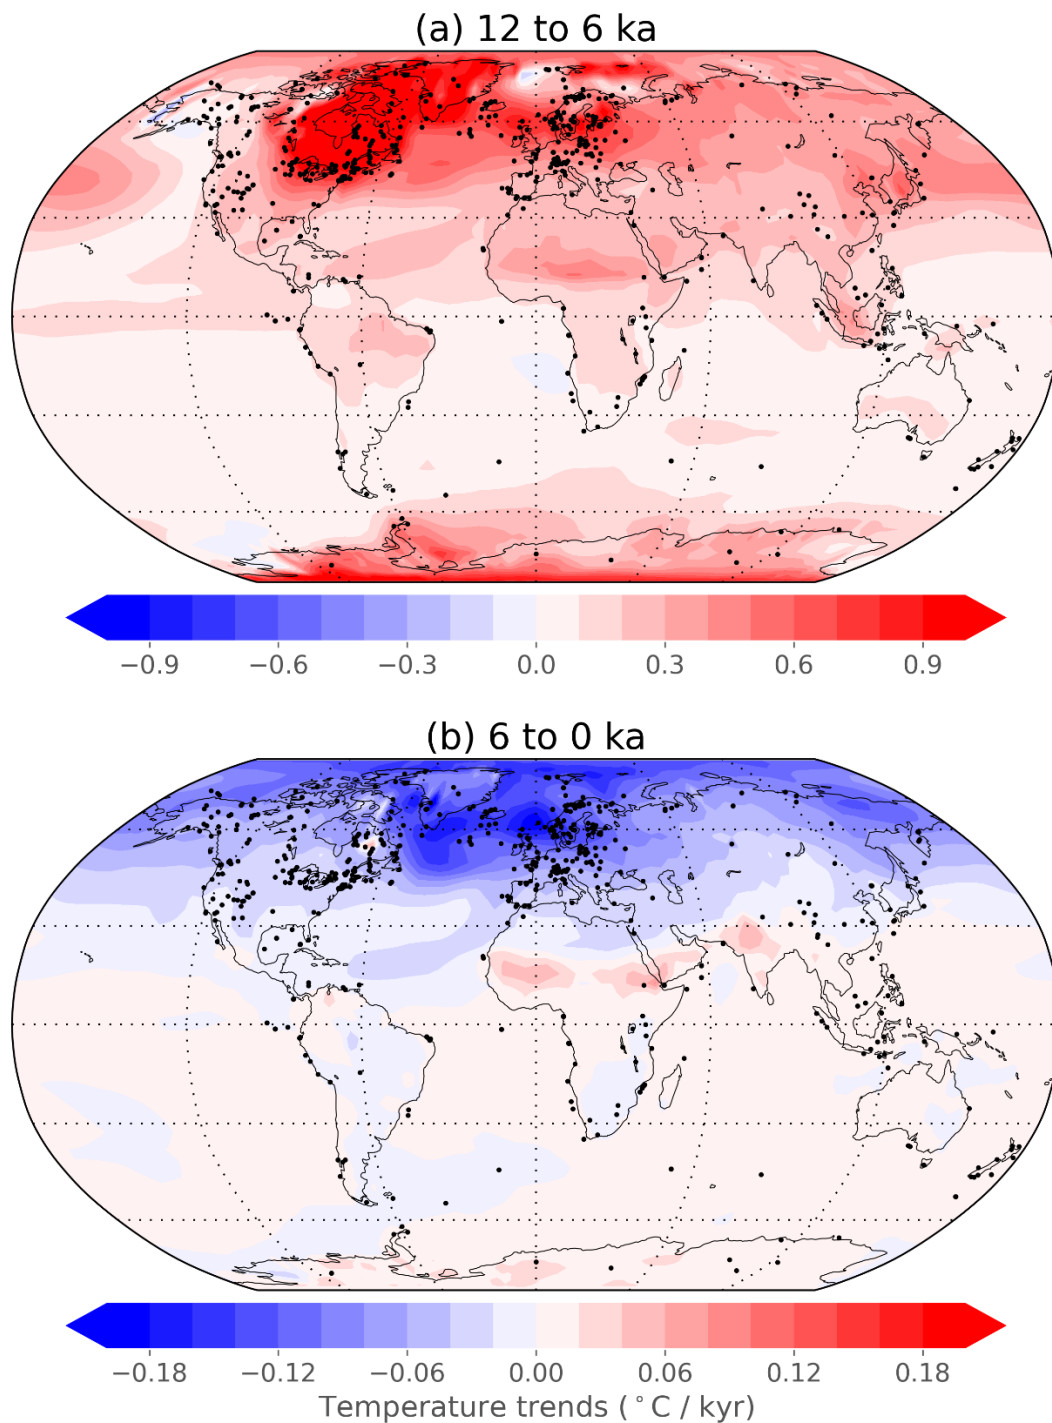 (a) 12 to 6 ka
−0.9 −0.6 −0.3 0.0 0.3 0.6 0.9
(b) 6 to 0 ka
−0.18 −0.12 −0.06 0.00 0.06 0.12 0.18
Temperature trends (°C / kyr)